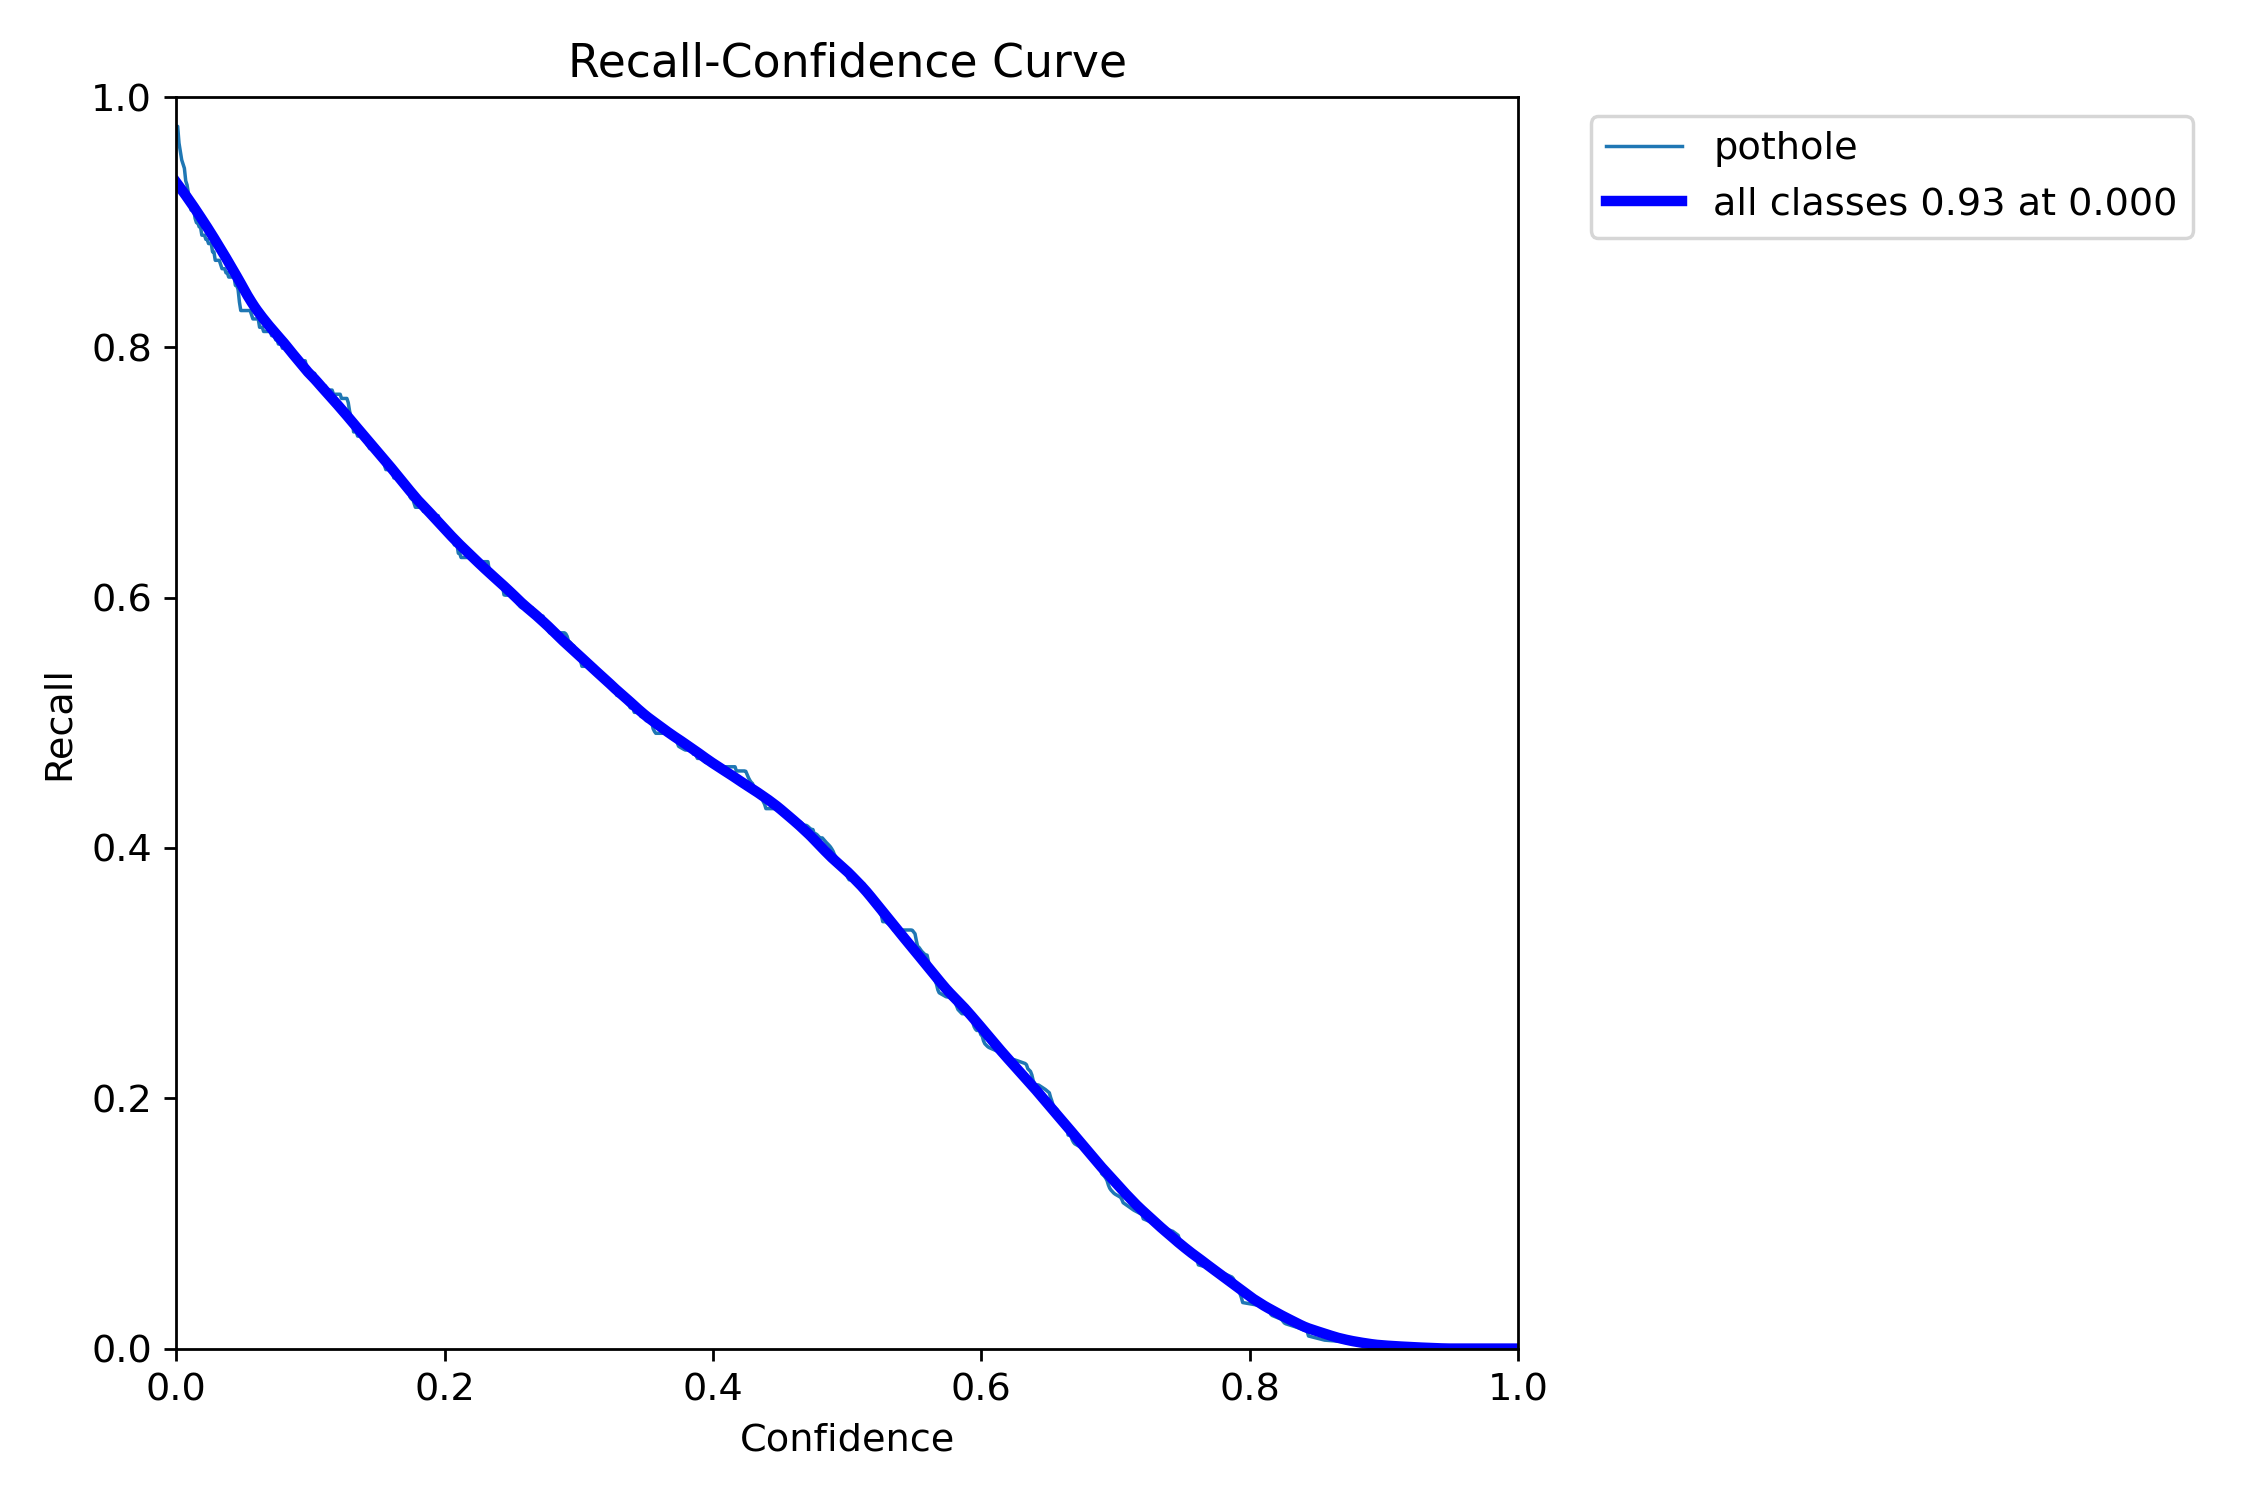 Recall-Confidence Curve
1.0
0.8
0.6
0.4
0.2
0.0
Recall
0.0 0.2 0.4 0.6 0.8 1.0
Confidence
pothole
all classes 0.93 at 0.000